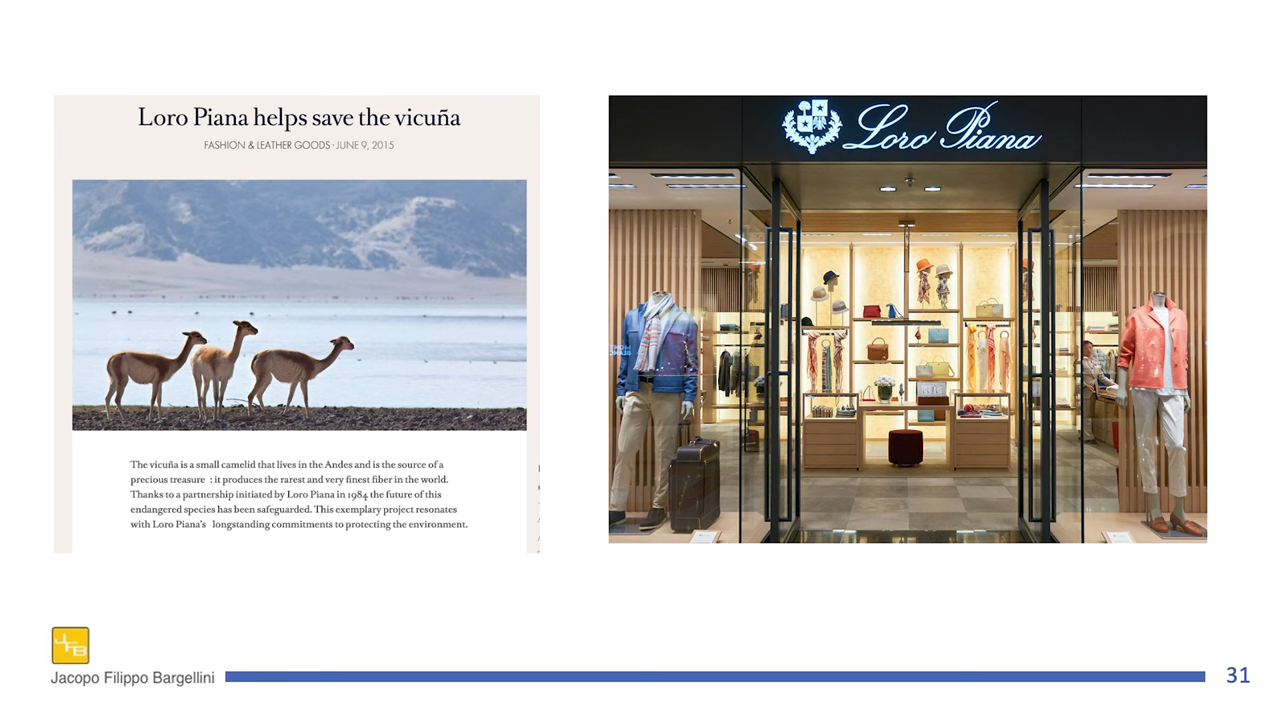 Loro Piana helps save the vicuña
FASHION & LEATHER GOODS · JUNE 9, 2015
The vicuña is a small camelid that lives in the Andes and is the source of a
precious treasure : it produces the rarest and very finest fiber in the world.
Thanks to a partnership initiated by Loro Piana in 1984 the future of this
endangered species has been safeguarded. This exemplary project resonates
with Loro Piana's longstanding commitments to protecting the environment.
Loro Piana
JFB
Jacopo Filippo Bargellini
31